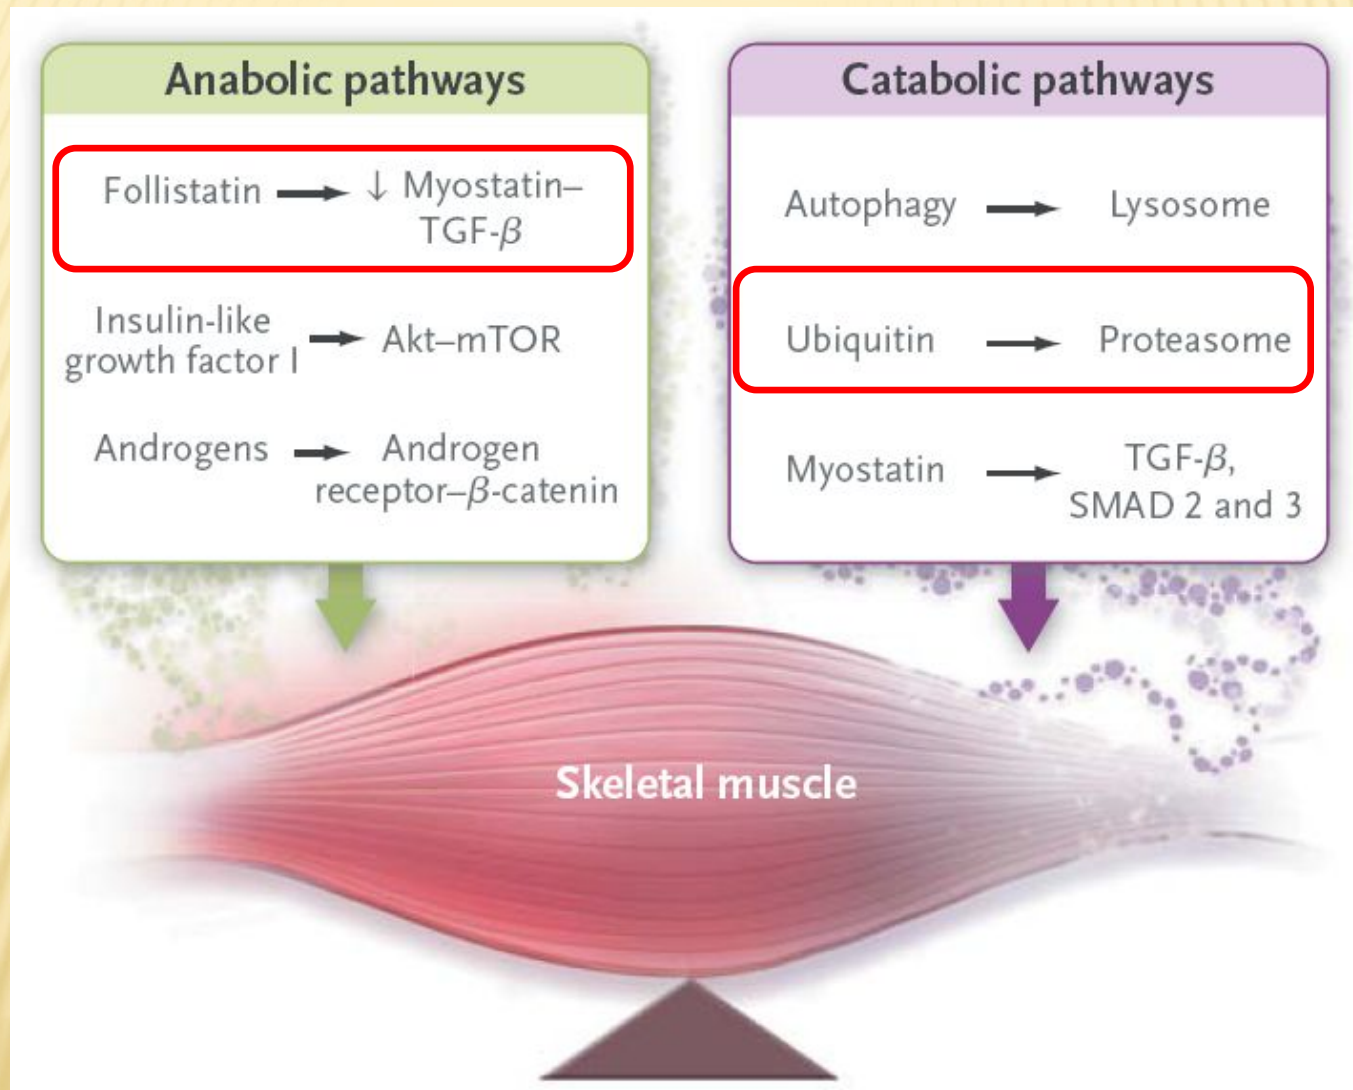 Anabolic pathways
Follistatin → ↓ Myostatin–
TGF-β
Insulin-like
growth factor I → Akt–mTOR
Androgens → Androgen
receptor–β-catenin
Catabolic pathways
Autophagy → Lysosome
Ubiquitin → Proteasome
Myostatin → TGF-β,
SMAD 2 and 3
Skeletal muscle